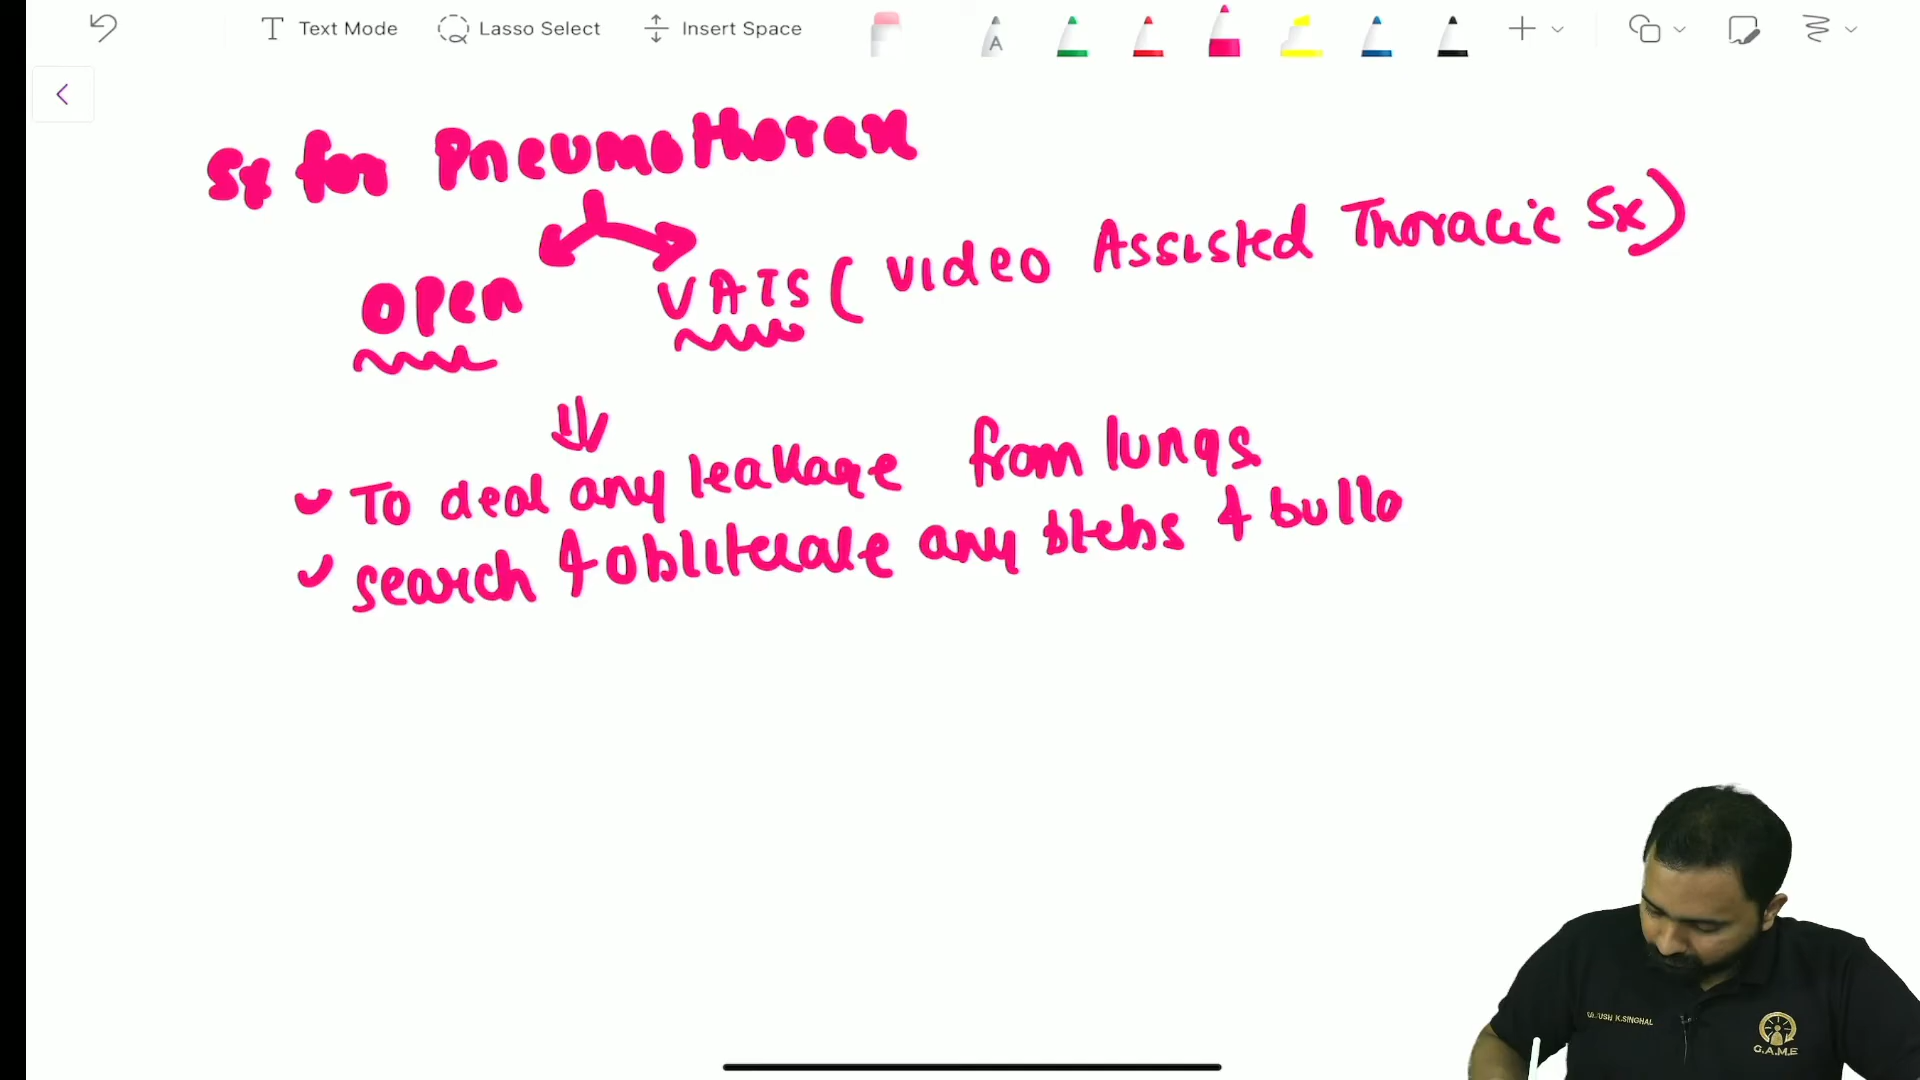 Text Mode Lasso Select Insert Space
A
Sx for Pneumothorax
Open VATS ( Video Assisted Thoracic Sx)
To deal any leakage from lungs
search & obliterate any blebs & bulla
K.SINGHAL
G.A.M.E